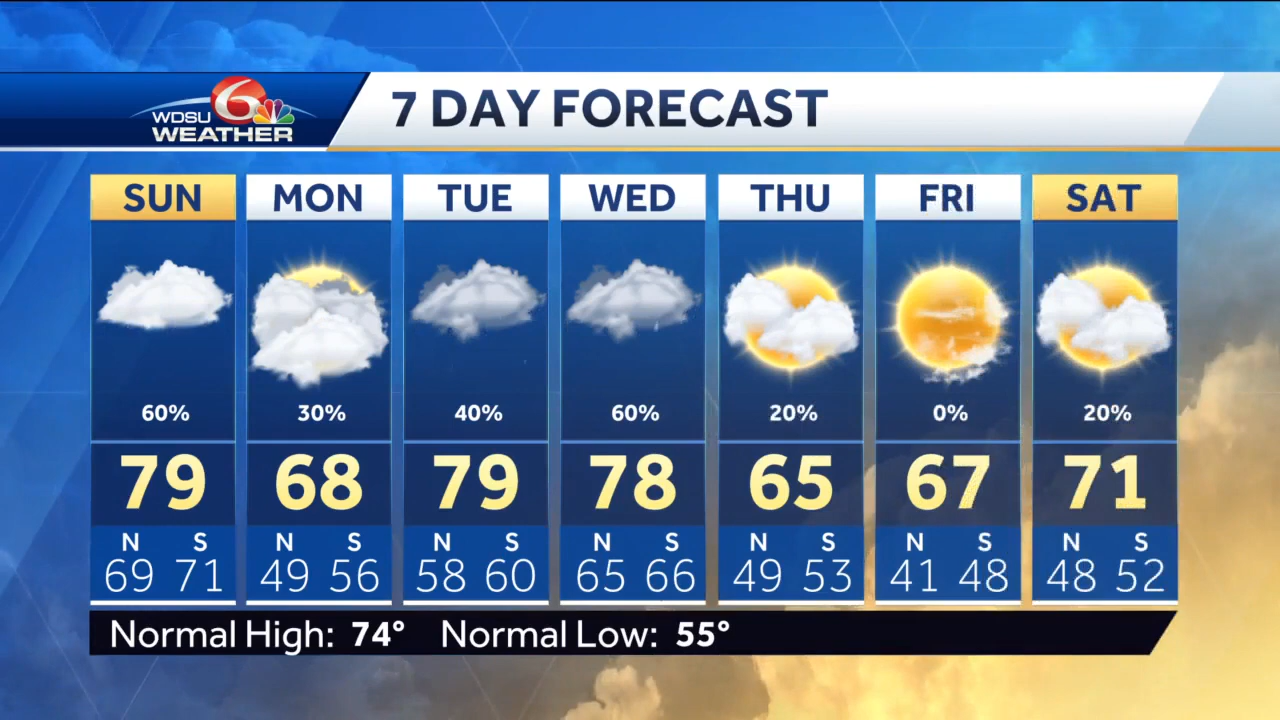 WDSU 6
WEATHER
7 DAY FORECAST
SUN MON TUE WED THU FRI SAT
60% 30% 40% 60% 20% 0% 20%
79 68 79 78 65 67 71
N S N S N S N S N S N S N S
69 71 49 56 58 60 65 66 49 53 41 48 48 52
Normal High: 74° Normal Low: 55°